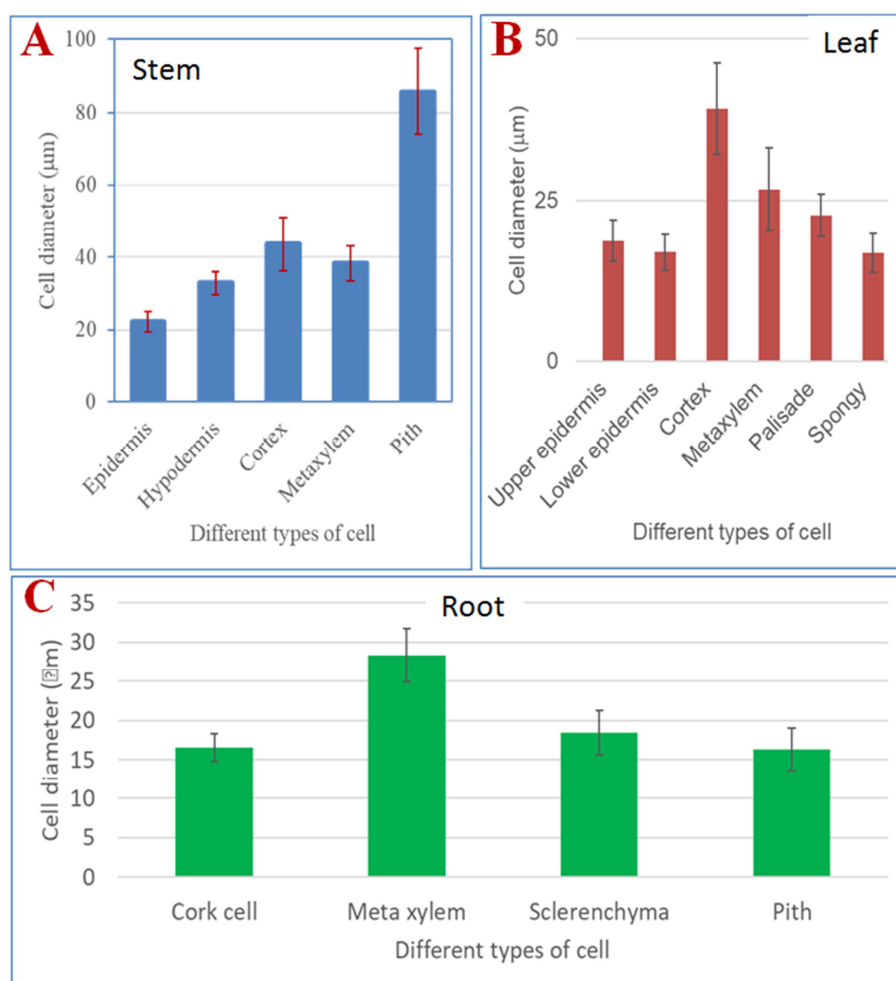 A
Stem
Cell diameter (μm)
100
80
60
40
20
0
Epidermis
Hypodermis
Cortex
Metaxylem
Pith
Different types of cell
B
Leaf
Cell diameter (μm)
50
25
0
Upper epidermis
Lower epidermis
Cortex
Metaxylem
Palisade
Spongy
Different types of cell
C
Root
Cell diameter (�m)
35
30
25
20
15
10
5
0
Cork cell
Meta xylem
Sclerenchyma
Pith
Different types of cell